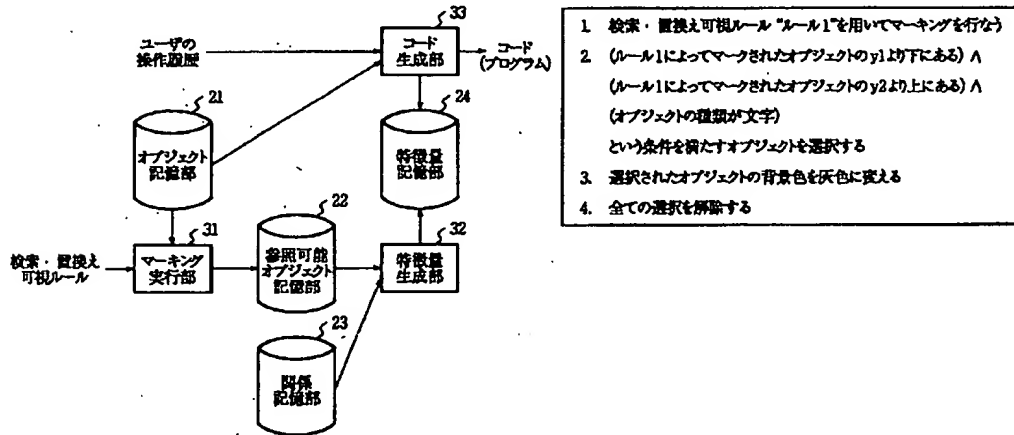 33
ユーザの
操作履歴
コード
生成部
コード
(プログラム)
21
24
オブジェクト
記憶部
特徴量
記憶部
22
31
32
検索・置換え
可視ルール
マーキング
実行部
参照可能
オブジェクト
記憶部
特徴量
生成部
23
関係
記憶部
1. 検索・置換え可視ルール “ルール1”を用いてマーキングを行なう
2. (ルール1によってマークされたオブジェクトのy1より下にある) ∧
(ルール1によってマークされたオブジェクトのy2より上にある) ∧
(オブジェクトの種類が文字)
という条件を満たすオブジェクトを選択する
3. 選択されたオブジェクトの背景色を灰色に変える
4. 全ての選択を解除する